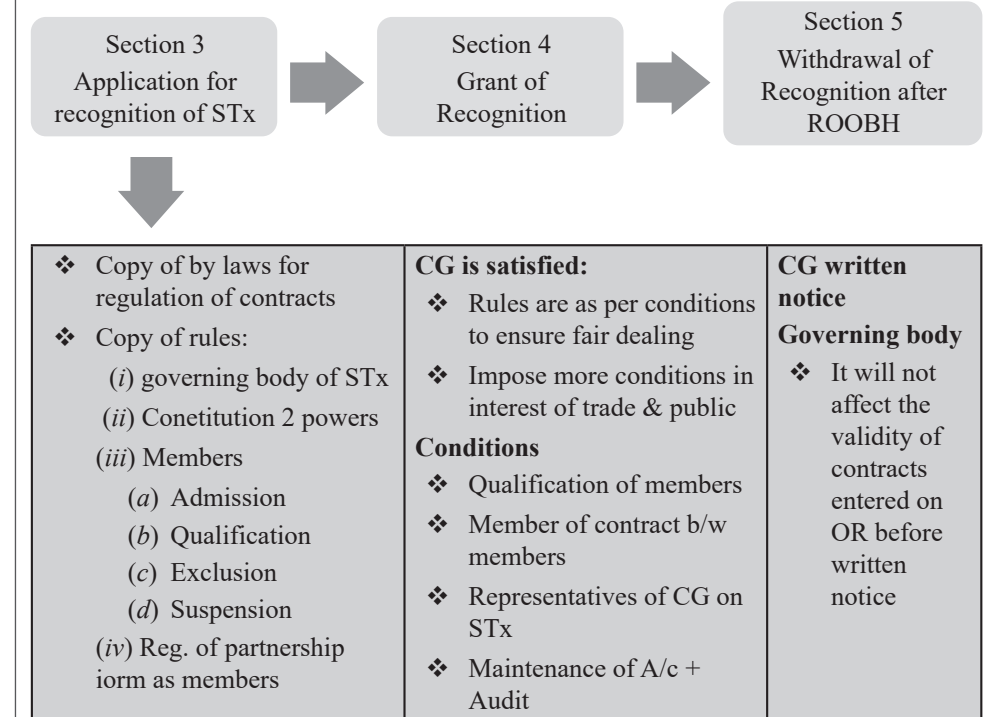 Section 3
Application for
recognition of STx
Section 4
Grant of
Recognition
Section 5
Withdrawal of
Recognition after
ROOBH
❖ Copy of by laws for
regulation of contracts
❖ Copy of rules:
(i) governing body of STx
(ii) Conetitution 2 powers
(iii) Members
(a) Admission
(b) Qualification
(c) Exclusion
(d) Suspension
(iv) Reg. of partnership
iorm as members
CG is satisfied:
❖ Rules are as per conditions
to ensure fair dealing
❖ Impose more conditions in
interest of trade & public
Conditions
❖ Qualification of members
❖ Member of contract b/w
members
❖ Representatives of CG on
STx
❖ Maintenance of A/c +
Audit
CG written
notice
Governing body
❖ It will not
affect the
validity of
contracts
entered on
OR before
written
notice